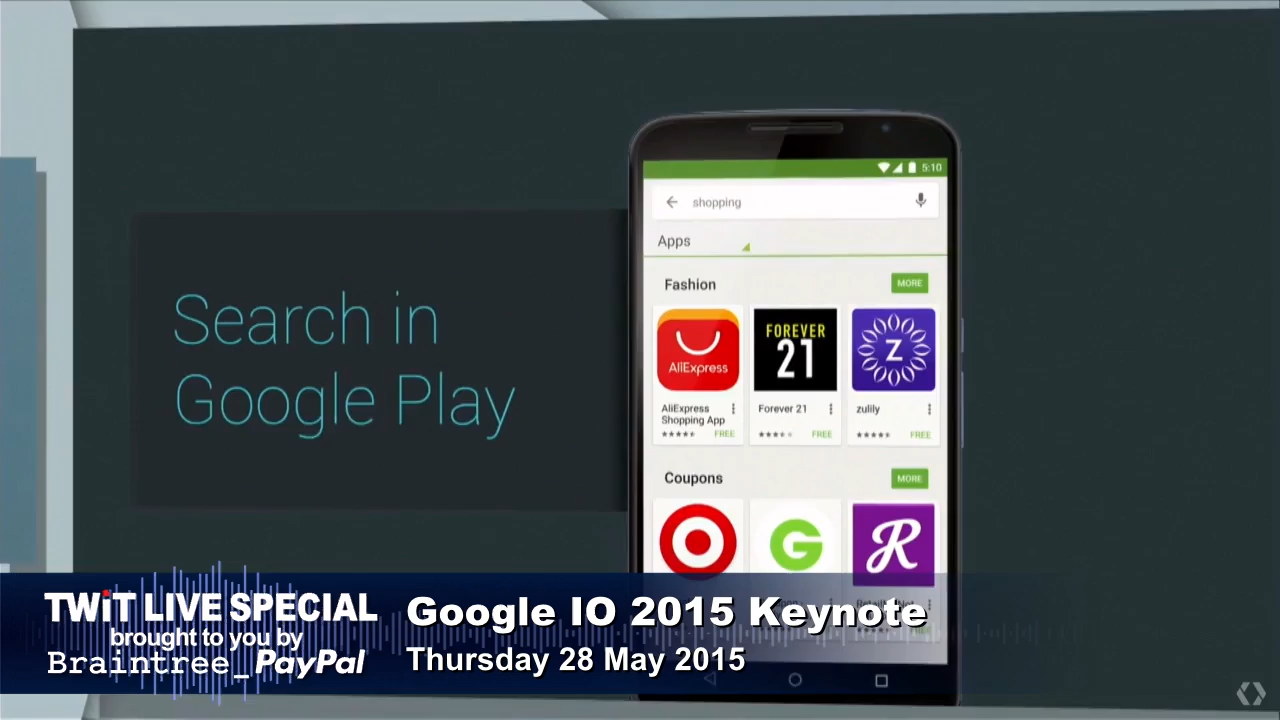 Search in
Google Play
5:10
shopping
Apps
Fashion
MORE
AliExpress
FOREVER
21
Z
AliExpress
Shopping App
FREE
Forever 21
FREE
zulily
FREE
Coupons
MORE
G
R
TWiT LIVE SPECIAL
brought to you by
Braintree_PayPal
Google IO 2015 Keynote
Thursday 28 May 2015